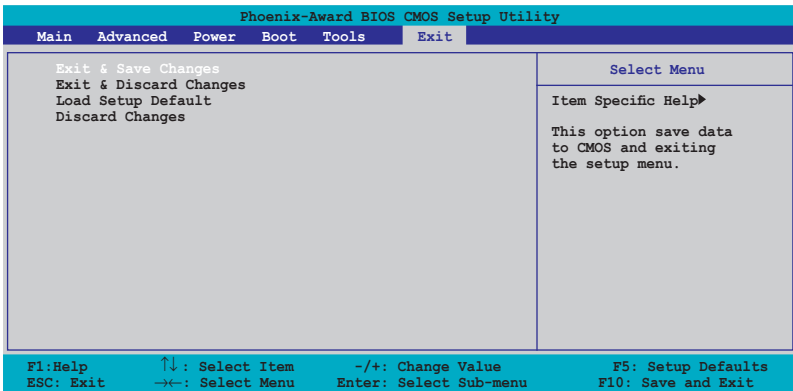 Phoenix-Award BIOS CMOS Setup Utility
Main Advanced Power Boot Tools Exit
Exit & Save Changes
Exit & Discard Changes
Load Setup Default
Discard Changes
Select Menu
Item Specific Help▶
This option save data
to CMOS and exiting
the setup menu.
F1:Help ↑↓: Select Item -/+: Change Value F5: Setup Defaults
ESC: Exit →←: Select Menu Enter: Select Sub-menu F10: Save and Exit